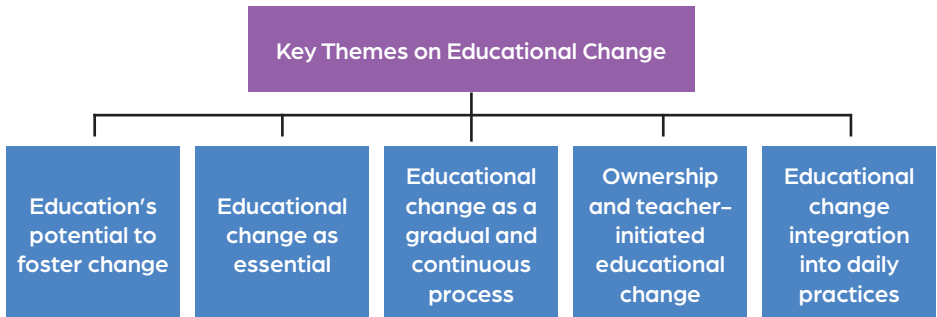 Key Themes on Educational Change
Education's
potential to
foster change
Educational
change as
essential
Educational
change as a
gradual and
continuous
process
Ownership
and teacher-
initiated
educational
change
Educational
change
integration
into daily
practices